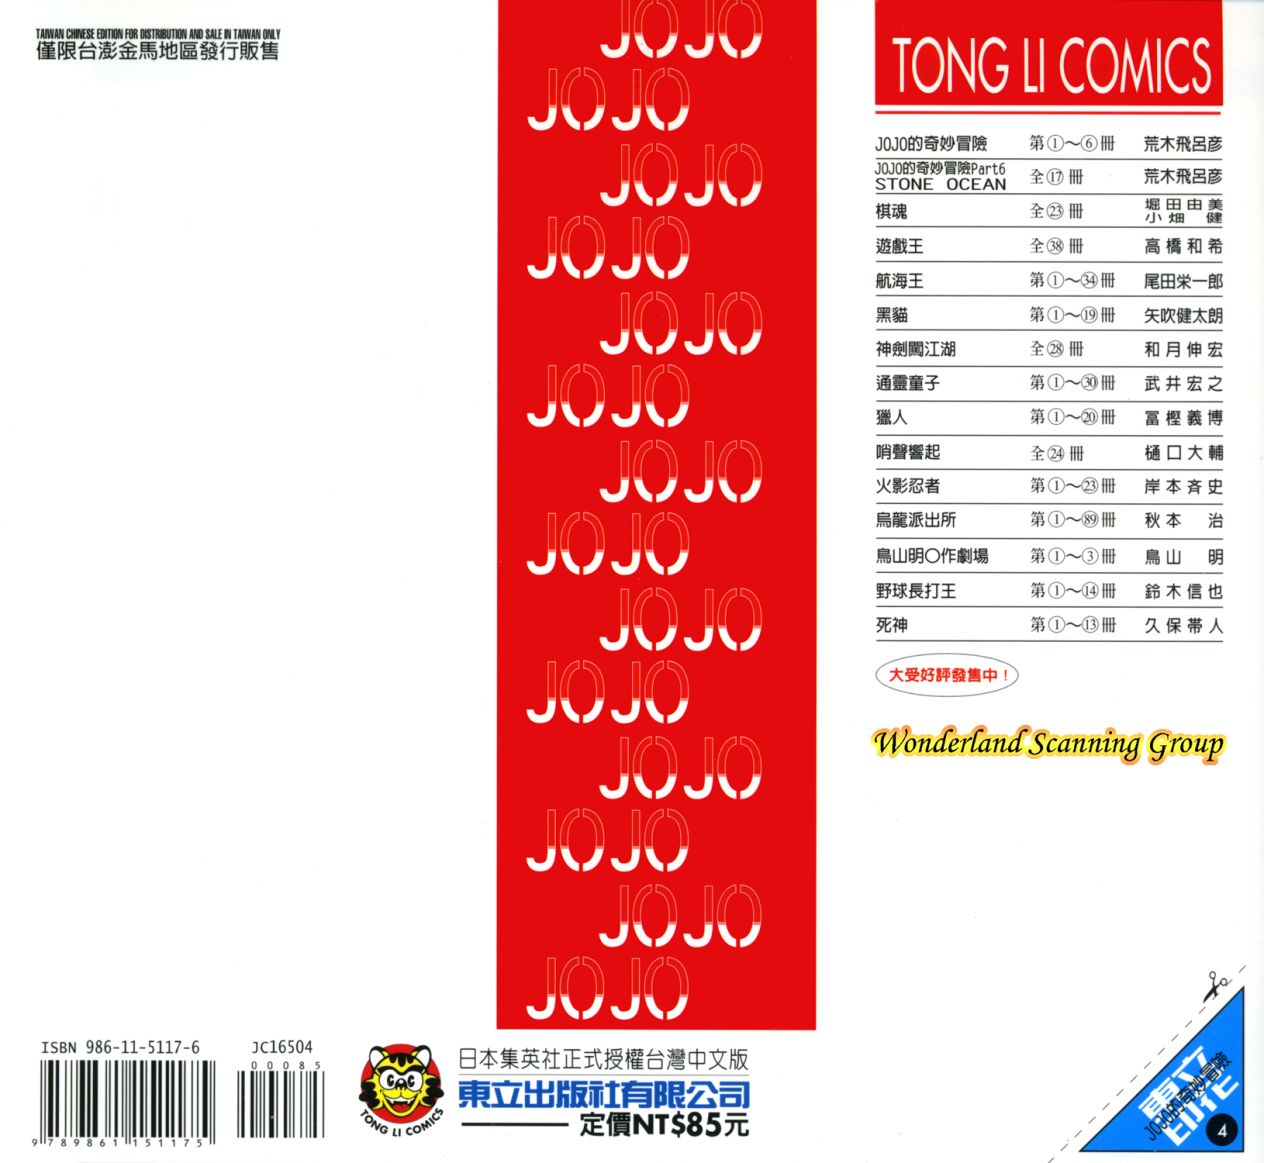 TAIWAN CHINESE EDITION FOR DISTRIBUTION AND SALE IN TAIWAN ONLY
僅限台澎金馬地區發行販售
JOJO
JOJO
JOJO
JOJO
JOJO
JOJO
JOJO
JOJO
JOJO
JOJO
JOJO
JOJO
JOJO
JOJO
TONG LI COMICS
JOJO的奇妙冒險 第①~⑥冊 荒木飛呂彥
JOJO的奇妙冒險Part6
STONE OCEAN 全⑰冊 荒木飛呂彥
棋魂 全㉓冊 堀田由美
小畑 健
遊戲王 全㊳冊 高橋和希
航海王 第①~㉞冊 尾田栄一郎
黑貓 第①~⑲冊 矢吹健太朗
神劍闖江湖 全㉘冊 和月伸宏
通靈童子 第①~㉚冊 武井宏之
獵人 第①~⑳冊 冨樫義博
哨聲響起 全㉔冊 樋口大輔
火影忍者 第①~㉓冊 岸本斉史
烏龍派出所 第①~89冊 秋本 治
鳥山明○作劇場 第①~③冊 鳥山 明
野球長打王 第①~⑭冊 鈴木信也
死神 第①~⑬冊 久保帯人
大受好評發售中！
Wonderland Scanning Group
ISBN 986-11-5117-6 JC16504
00085
9789861151175
TONG LI COMICS
日本集英社正式授權台灣中文版
東立出版社有限公司
定價NT$85元
東立
JOJO的奇妙冒險
4